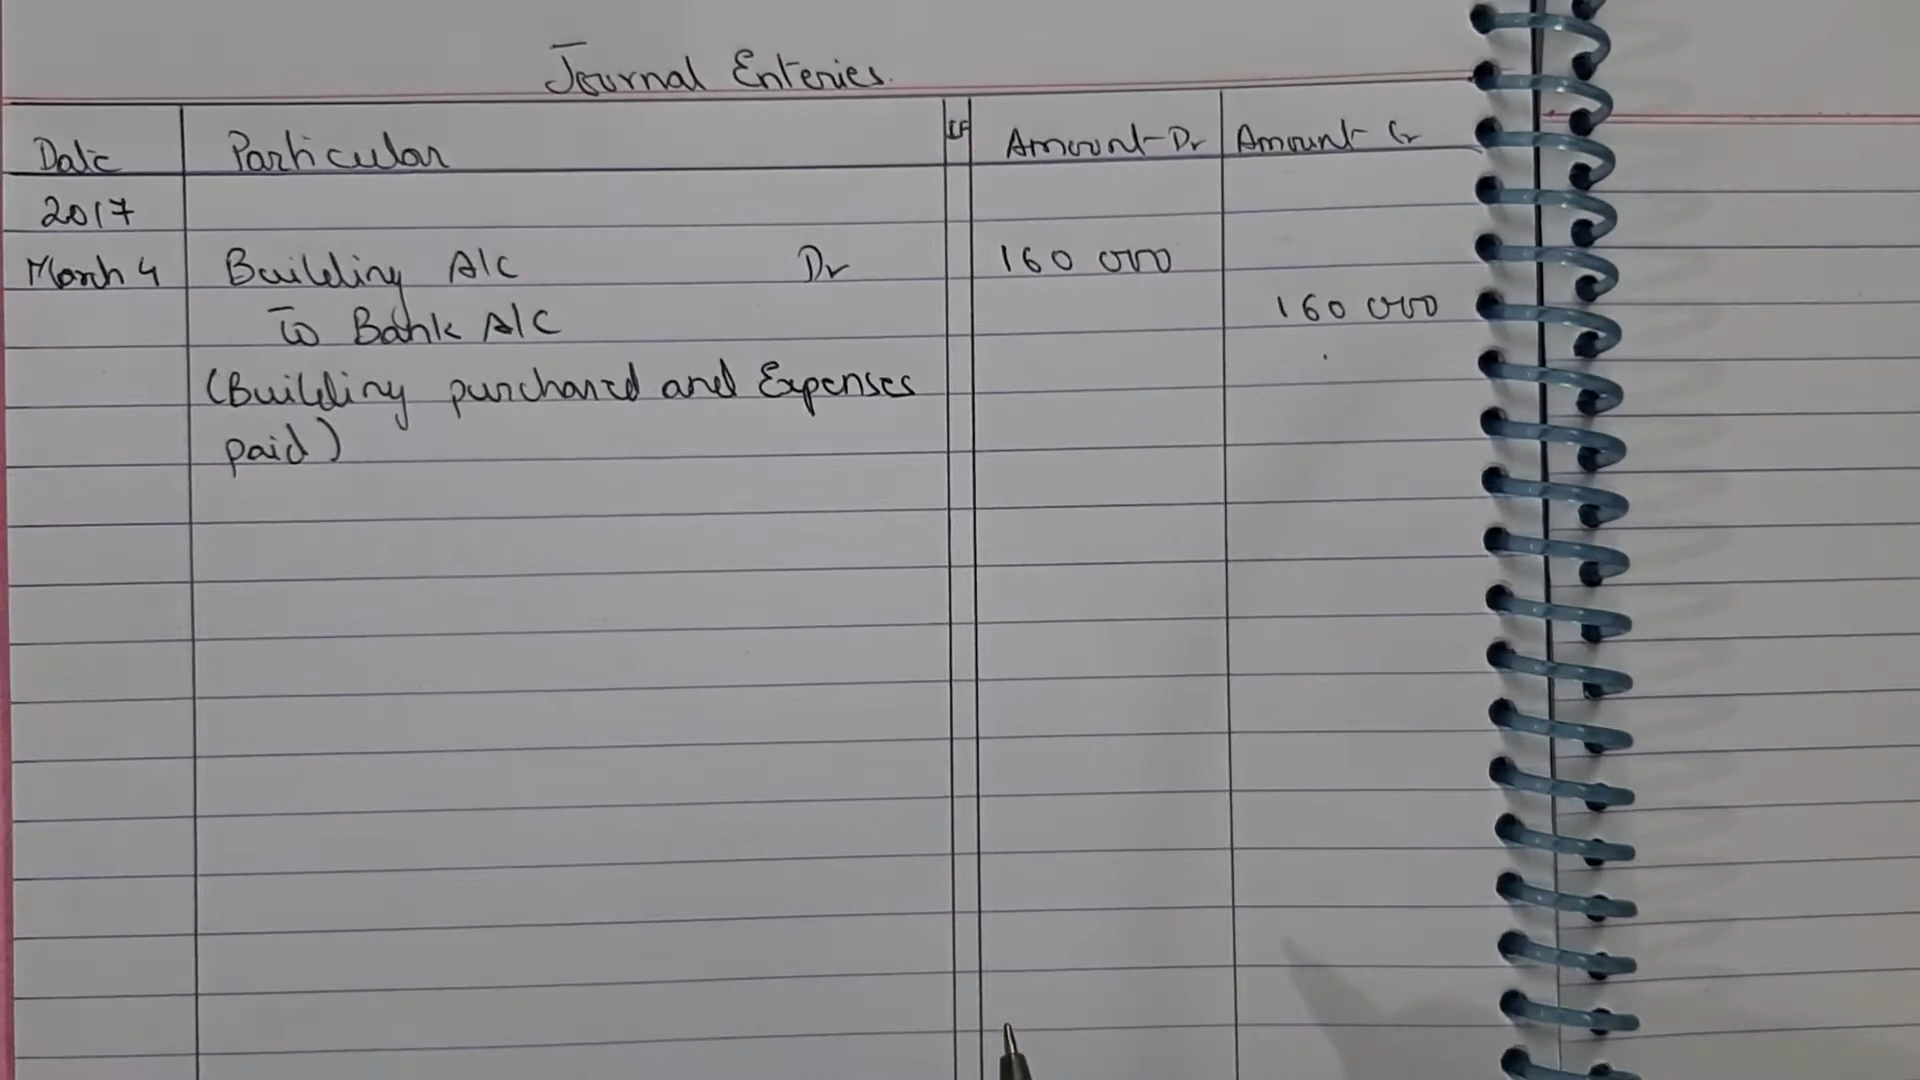 Journal Enteries.
Date Particular LF Amount-Dr Amount Cr
2017
March 4 Building A/C Dr 160 000
To Bank A/C 160 000
(Building purchased and Expenses
paid)